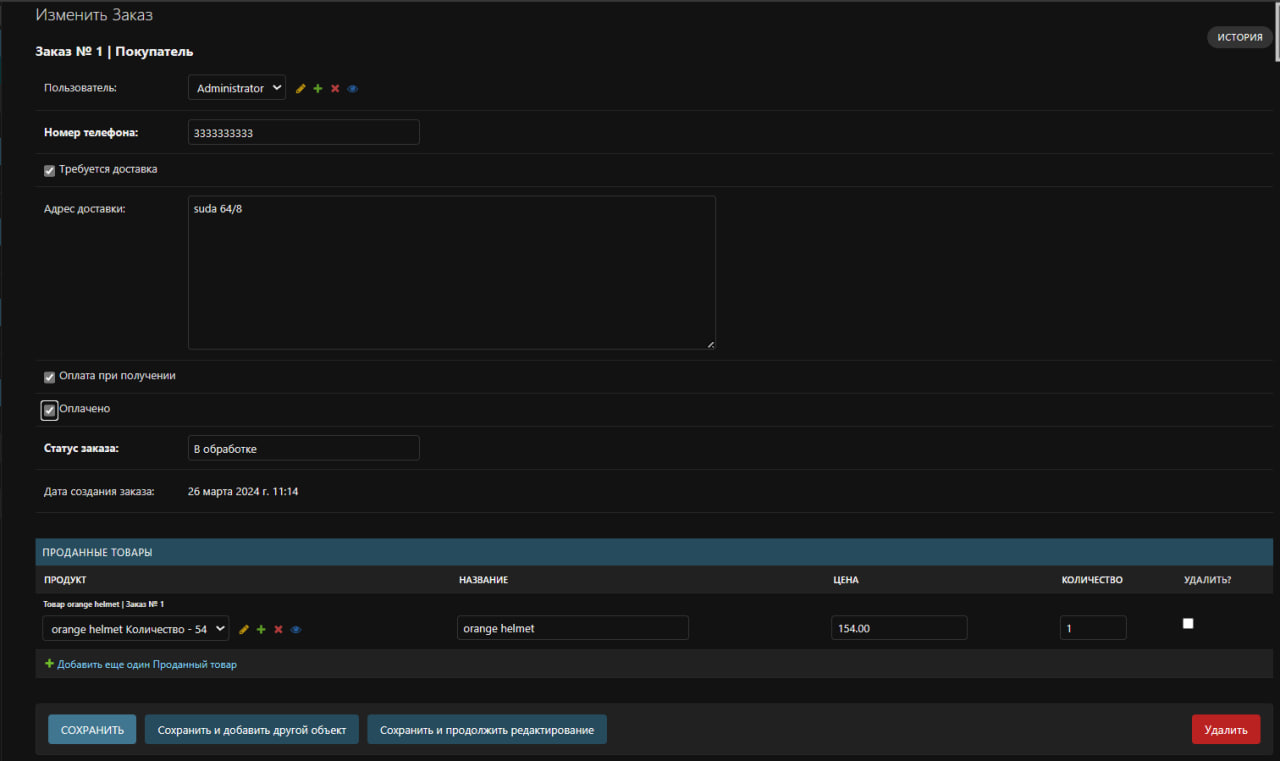 Изменить Заказ
ИСТОРИЯ
Заказ № 1 | Покупатель
Пользователь: Administrator
Номер телефона: 3333333333
Требуется доставка
Адрес доставки: suda 64/8
Оплата при получении
Оплачено
Статус заказа: В обработке
Дата создания заказа: 26 марта 2024 г. 11:14
ПРОДАННЫЕ ТОВАРЫ
ПРОДУКТ НАЗВАНИЕ ЦЕНА КОЛИЧЕСТВО УДАЛИТЬ?
Товар orange helmet | Заказ № 1
orange helmet Количество - 54 orange helmet 154.00 1
Добавить еще один Проданный товар
СОХРАНИТЬ Сохранить и добавить другой объект Сохранить и продолжить редактирование Удалить